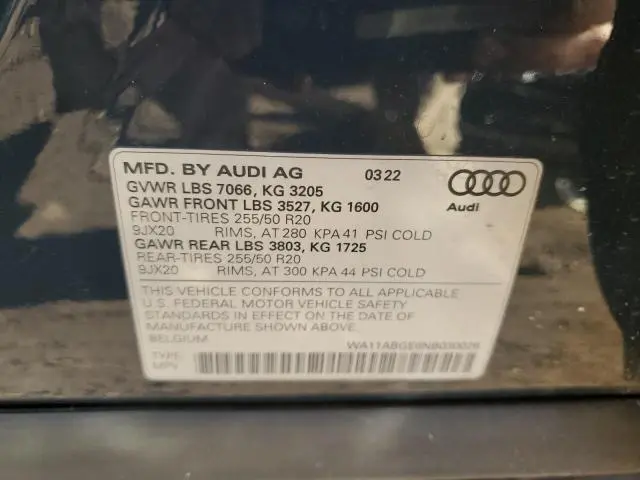 MFD. BY AUDI AG 03 22
GVWR LBS 7066, KG 3205
GAWR FRONT LBS 3527, KG 1600
FRONT-TIRES 255/50 R20
9JX20 RIMS, AT 280 KPA 41 PSI COLD
GAWR REAR LBS 3803, KG 1725
REAR-TIRES 255/50 R20
9JX20 RIMS, AT 300 KPA 44 PSI COLD
Audi
THIS VEHICLE CONFORMS TO ALL APPLICABLE
U.S. FEDERAL MOTOR VEHICLE SAFETY
STANDARDS IN EFFECT ON THE DATE OF
MANUFACTURE SHOWN ABOVE.
BELGIUM
TYPE:
MPV